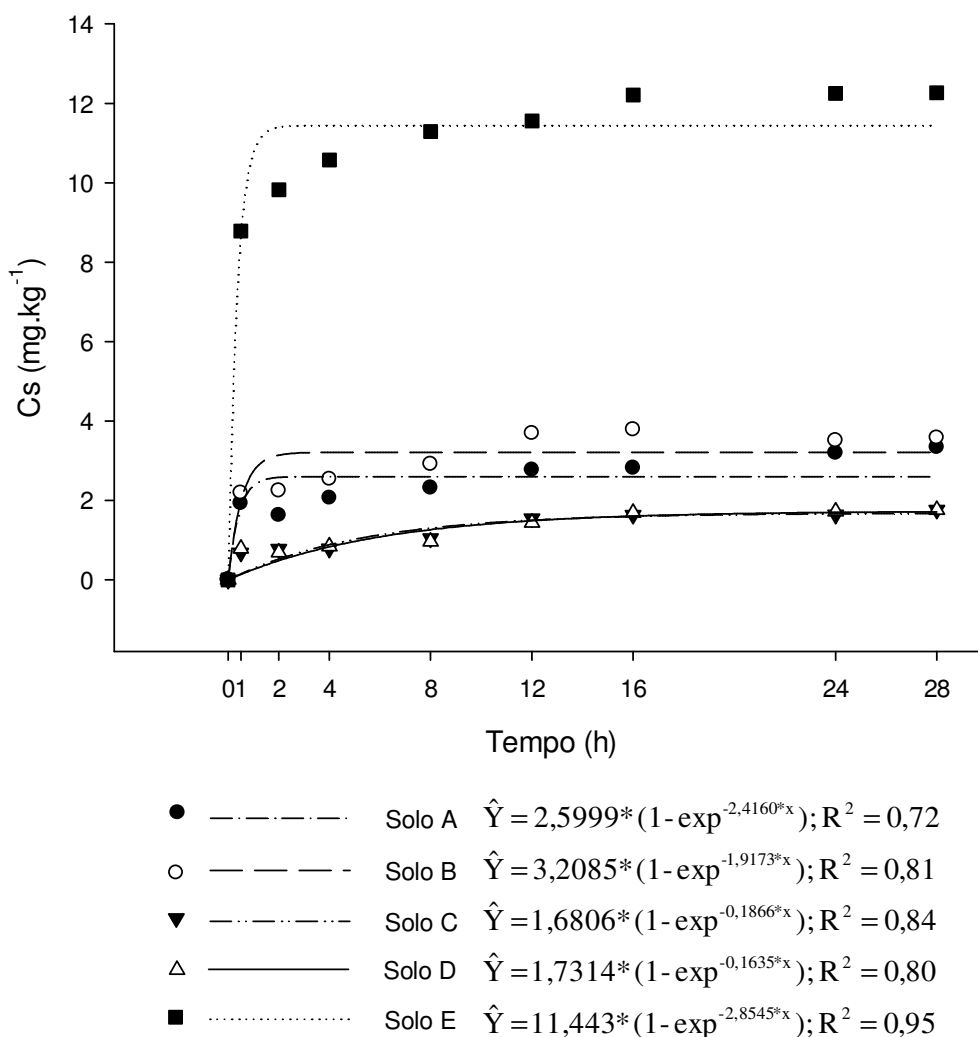 14
12
10
8
6
4
2
0
Cs (mg.kg⁻¹)
0 1 2 4 8 12 16 24 28
Tempo (h)
Solo A Ŷ = 2,5999*(1-exp^-2,4160*x); R² = 0,72
Solo B Ŷ = 3,2085*(1-exp^-1,9173*x); R² = 0,81
Solo C Ŷ = 1,6806*(1-exp^-0,1866*x); R² = 0,84
Solo D Ŷ = 1,7314*(1-exp^-0,1635*x); R² = 0,80
Solo E Ŷ = 11,443*(1-exp^-2,8545*x); R² = 0,95